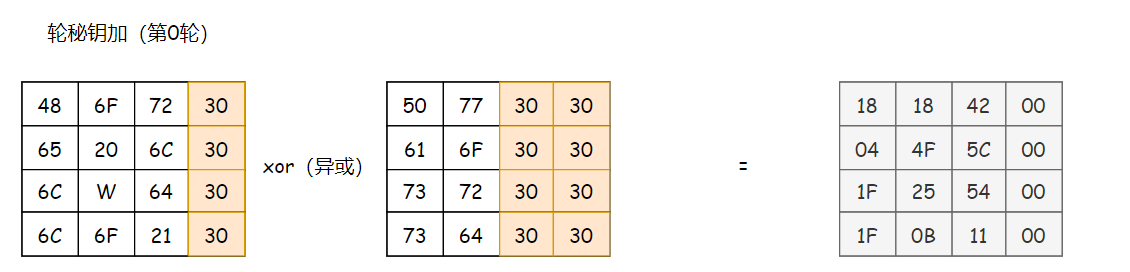 轮秘钥加（第0轮）
48 6F 72 30 50 77 30 30 18 18 42 00
65 20 6C 30 61 6F 30 30 04 4F 5C 00
xor（异或） =
6C W 64 30 73 72 30 30 1F 25 54 00
6C 6F 21 30 73 64 30 30 1F 0B 11 00